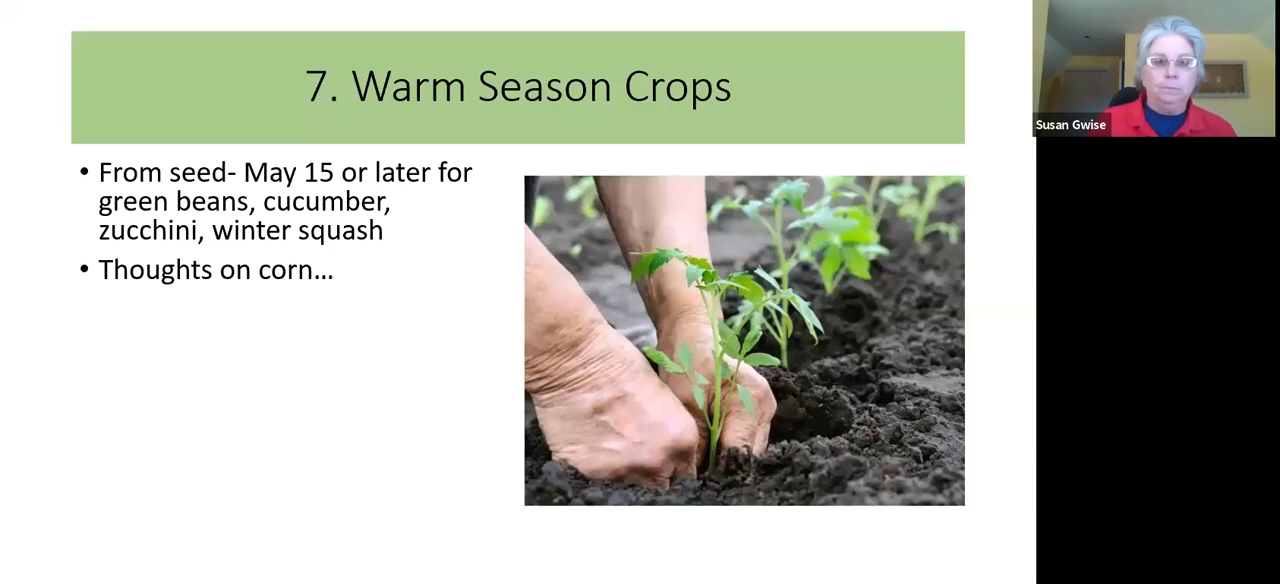 7. Warm Season Crops
• From seed- May 15 or later for
green beans, cucumber,
zucchini, winter squash
• Thoughts on corn…
Susan Gwise